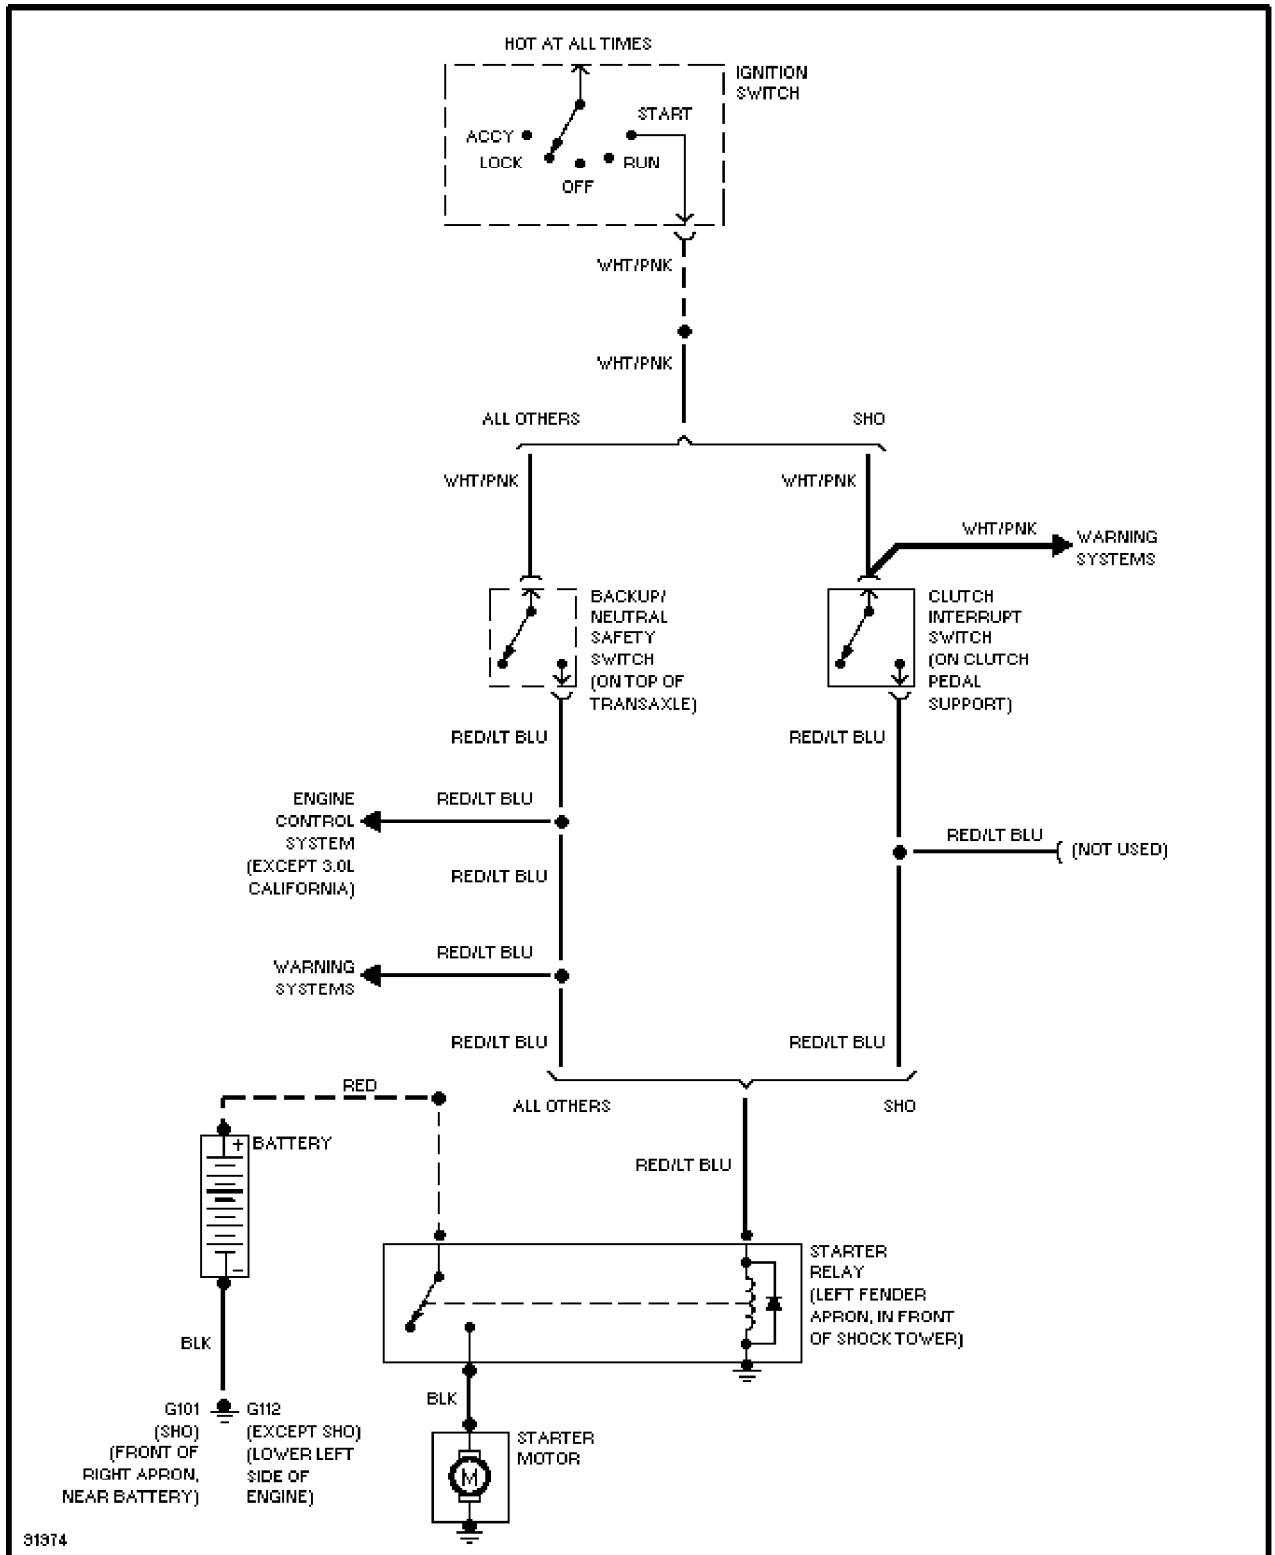 HOT AT ALL TIMES
IGNITION
SWITCH
START
ACCY
LOCK
RUN
OFF
WHT/PNK
WHT/PNK
ALL OTHERS
SHO
WHT/PNK
WHT/PNK
WHT/PNK
WARNING
SYSTEMS
BACKUP/
NEUTRAL
SAFETY
SWITCH
(ON TOP OF
TRANSAXLE)
CLUTCH
INTERRUPT
SWITCH
(ON CLUTCH
PEDAL
SUPPORT)
RED/LT BLU
RED/LT BLU
ENGINE
CONTROL
SYSTEM
(EXCEPT 3.0L
CALIFORNIA)
RED/LT BLU
RED/LT BLU
(NOT USED)
RED/LT BLU
RED/LT BLU
WARNING
SYSTEMS
RED/LT BLU
RED/LT BLU
RED
ALL OTHERS
SHO
+
BATTERY
-
RED/LT BLU
STARTER
RELAY
(LEFT FENDER
APRON, IN FRONT
OF SHOCK TOWER)
BLK
BLK
G101
(SHO)
(FRONT OF
RIGHT APRON,
NEAR BATTERY)
G112
(EXCEPT SHO)
(LOWER LEFT
SIDE OF
ENGINE)
STARTER
MOTOR
M
91974